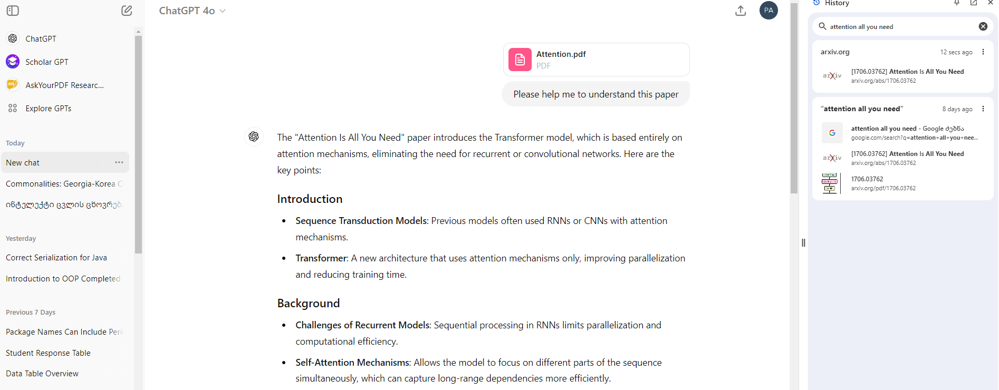 ChatGPT
Scholar GPT
AskYourPDF Researc...
Explore GPTs
Today
New chat
Commonalities: Georgia-Korea C
ინტელექტი ცვლის ცხოვრებ
Yesterday
Correct Serialization for Java
Introduction to OOP Completed
Previous 7 Days
Package Names Can Include Peri
Student Response Table
Data Table Overview
ChatGPT 4o
PA
Attention.pdf
PDF
Please help me to understand this paper
The "Attention Is All You Need" paper introduces the Transformer model, which is based entirely on
attention mechanisms, eliminating the need for recurrent or convolutional networks. Here are the
key points:
Introduction
• Sequence Transduction Models: Previous models often used RNNs or CNNs with attention
mechanisms.
• Transformer: A new architecture that uses attention mechanisms only, improving parallelization
and reducing training time.
Background
• Challenges of Recurrent Models: Sequential processing in RNNs limits parallelization and
computational efficiency.
• Self-Attention Mechanisms: Allows the model to focus on different parts of the sequence
simultaneously, which can capture long-range dependencies more efficiently.
History
attention all you need
arxiv.org
12 secs ago
arXiv
[1706.03762] Attention Is All You Need
arxiv.org/abs/1706.03762
“attention all you need”
8 days ago
attention all you need - Google ძებნა
google.com/search?q=attention+all+you+nee...
arXiv
[1706.03762] Attention Is All You Need
arxiv.org/abs/1706.03762
1706.03762
arxiv.org/pdf/1706.03762